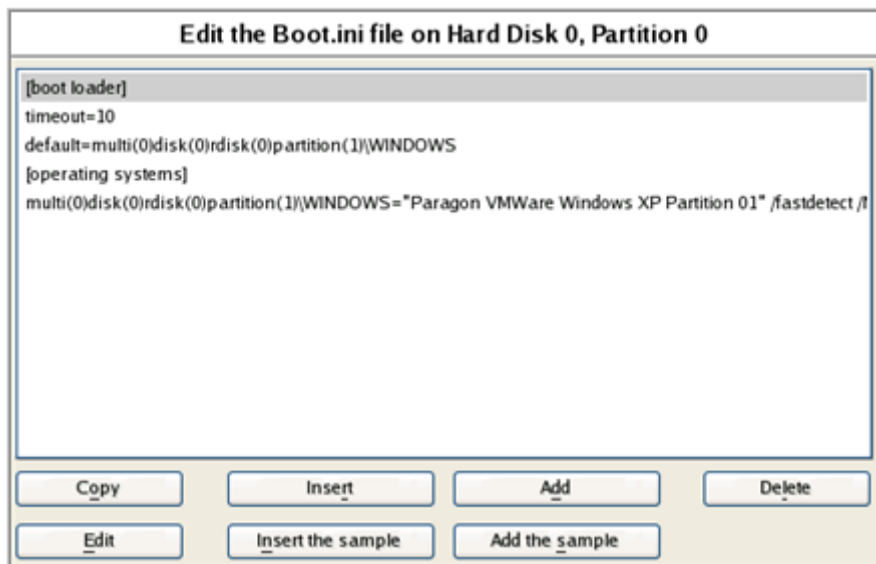 Edit the Boot.ini file on Hard Disk 0, Partition 0
[boot loader]
timeout=10
default=multi(0)disk(0)rdisk(0)partition(1)\WINDOWS
[operating systems]
multi(0)disk(0)rdisk(0)partition(1)\WINDOWS="Paragon VMWare Windows XP Partition 01" /fastdetect
Copy Insert Add Delete
Edit Insert the sample Add the sample